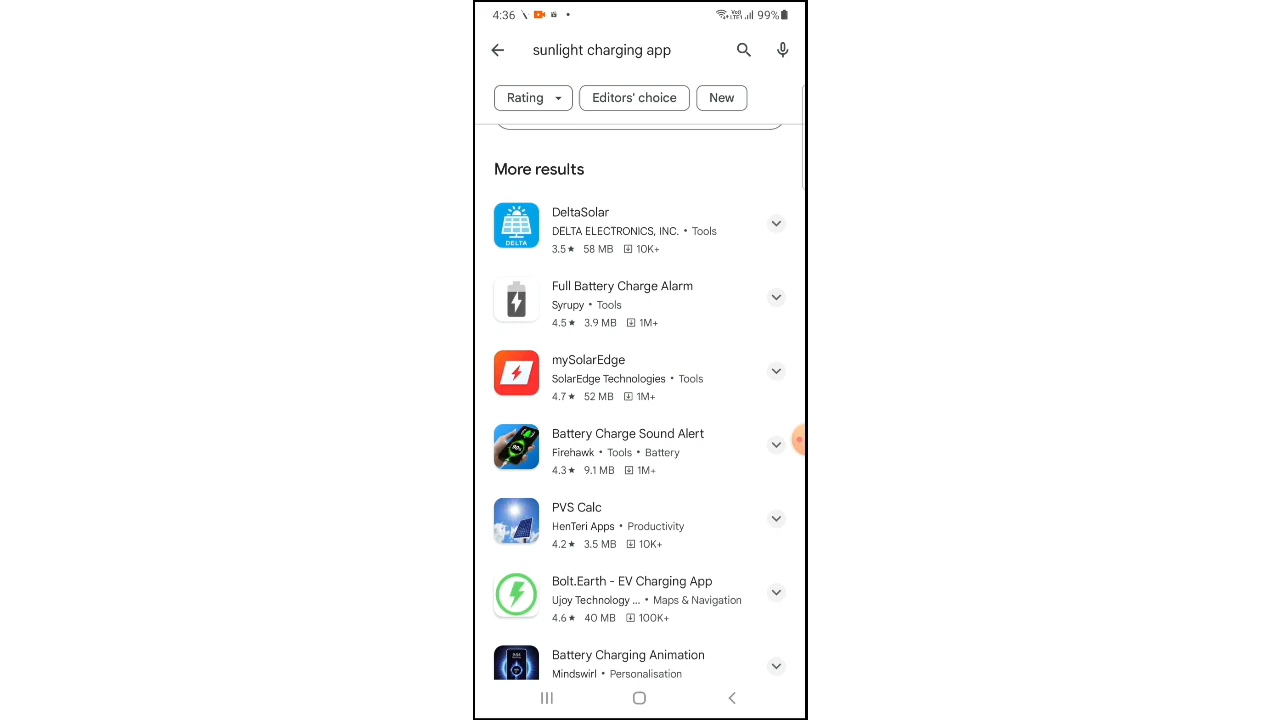 4:36 99%
sunlight charging app
Rating Editors' choice New
More results
DeltaSolar
DELTA ELECTRONICS, INC. • Tools
3.5★ 58 MB 10K+
DELTA
Full Battery Charge Alarm
Syrupy • Tools
4.5★ 3.9 MB 1M+
mySolarEdge
SolarEdge Technologies • Tools
4.7★ 52 MB 1M+
Battery Charge Sound Alert
Firehawk • Tools • Battery
4.3★ 9.1 MB 1M+
PVS Calc
HenTeri Apps • Productivity
4.2★ 3.5 MB 10K+
Bolt.Earth - EV Charging App
Ujoy Technology ... • Maps & Navigation
4.6★ 40 MB 100K+
Battery Charging Animation
Mindswirl • Personalisation